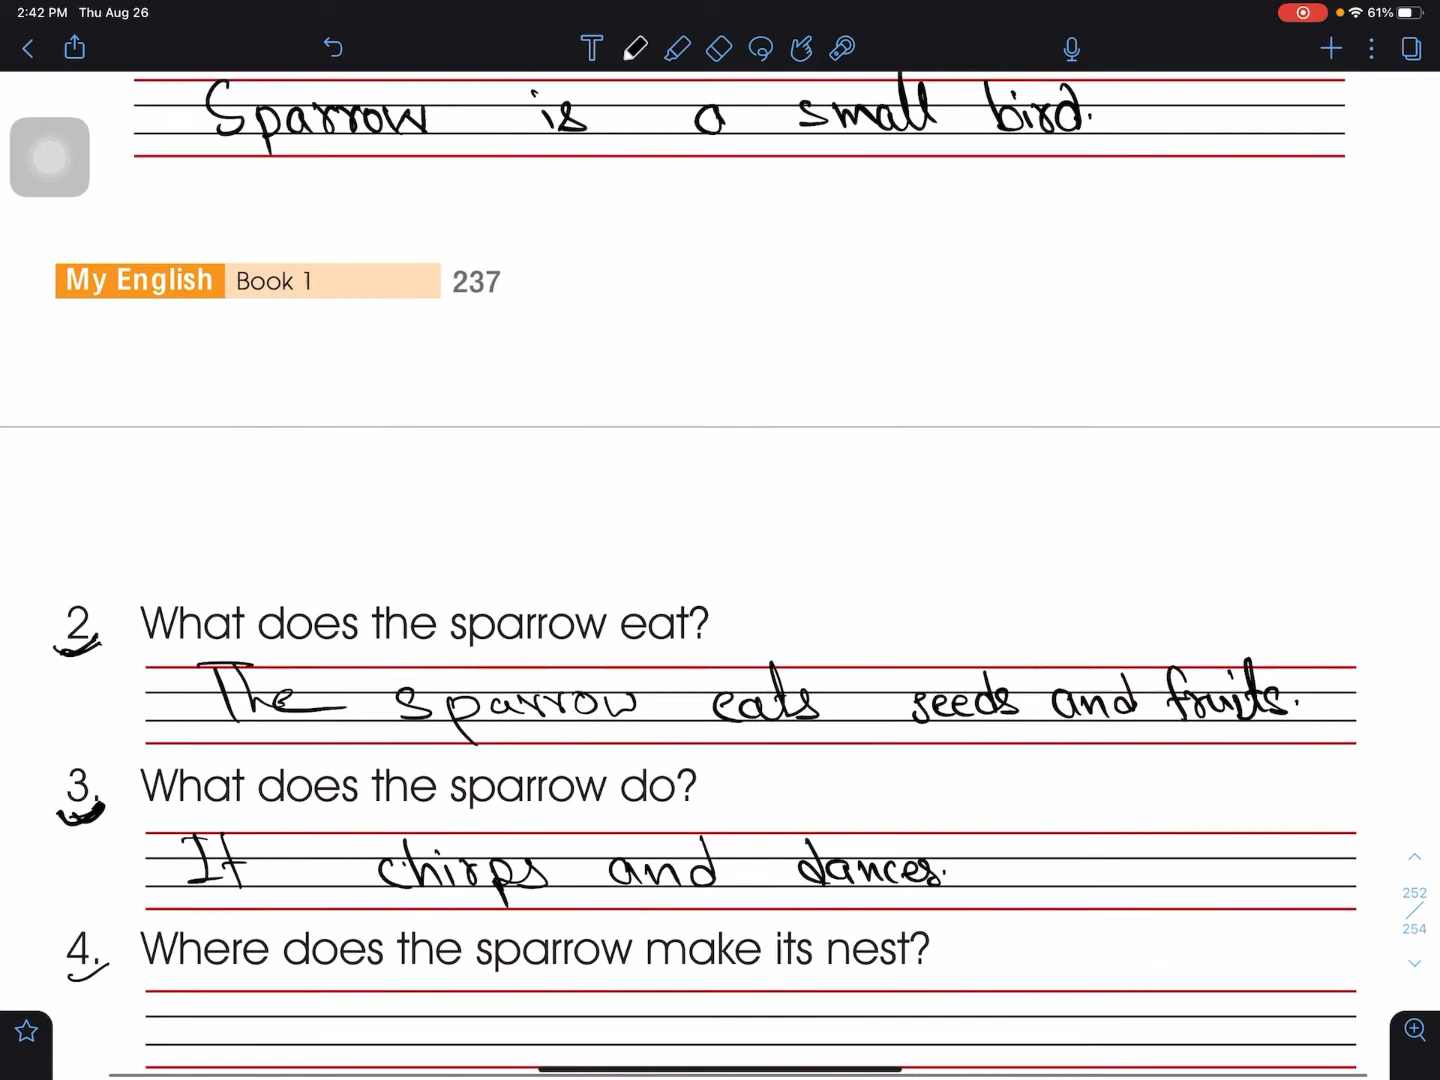 2:42 PM Thu Aug 26
61%
Sparrow is a small bird.
My English Book 1 237
2. What does the sparrow eat?
The sparrow eats seeds and fruits.
3. What does the sparrow do?
It chirps and dances.
252
254
4. Where does the sparrow make its nest?